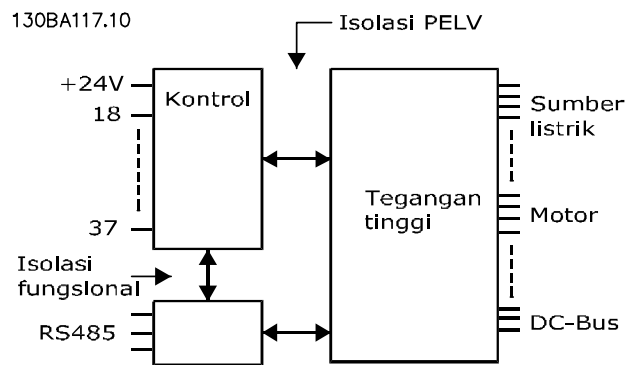 130BA117.10
Isolasi PELV
+24V
18
37
Kontrol
Tegangan
tinggi
Sumber
listrik
Motor
DC-Bus
Isolasi
fungsional
RS485